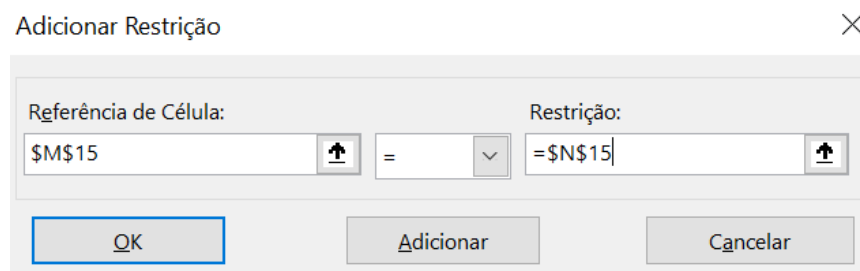 Adicionar Restrição
Referência de Célula: Restrição:
$M$15 = =$N$15
OK Adicionar Cancelar